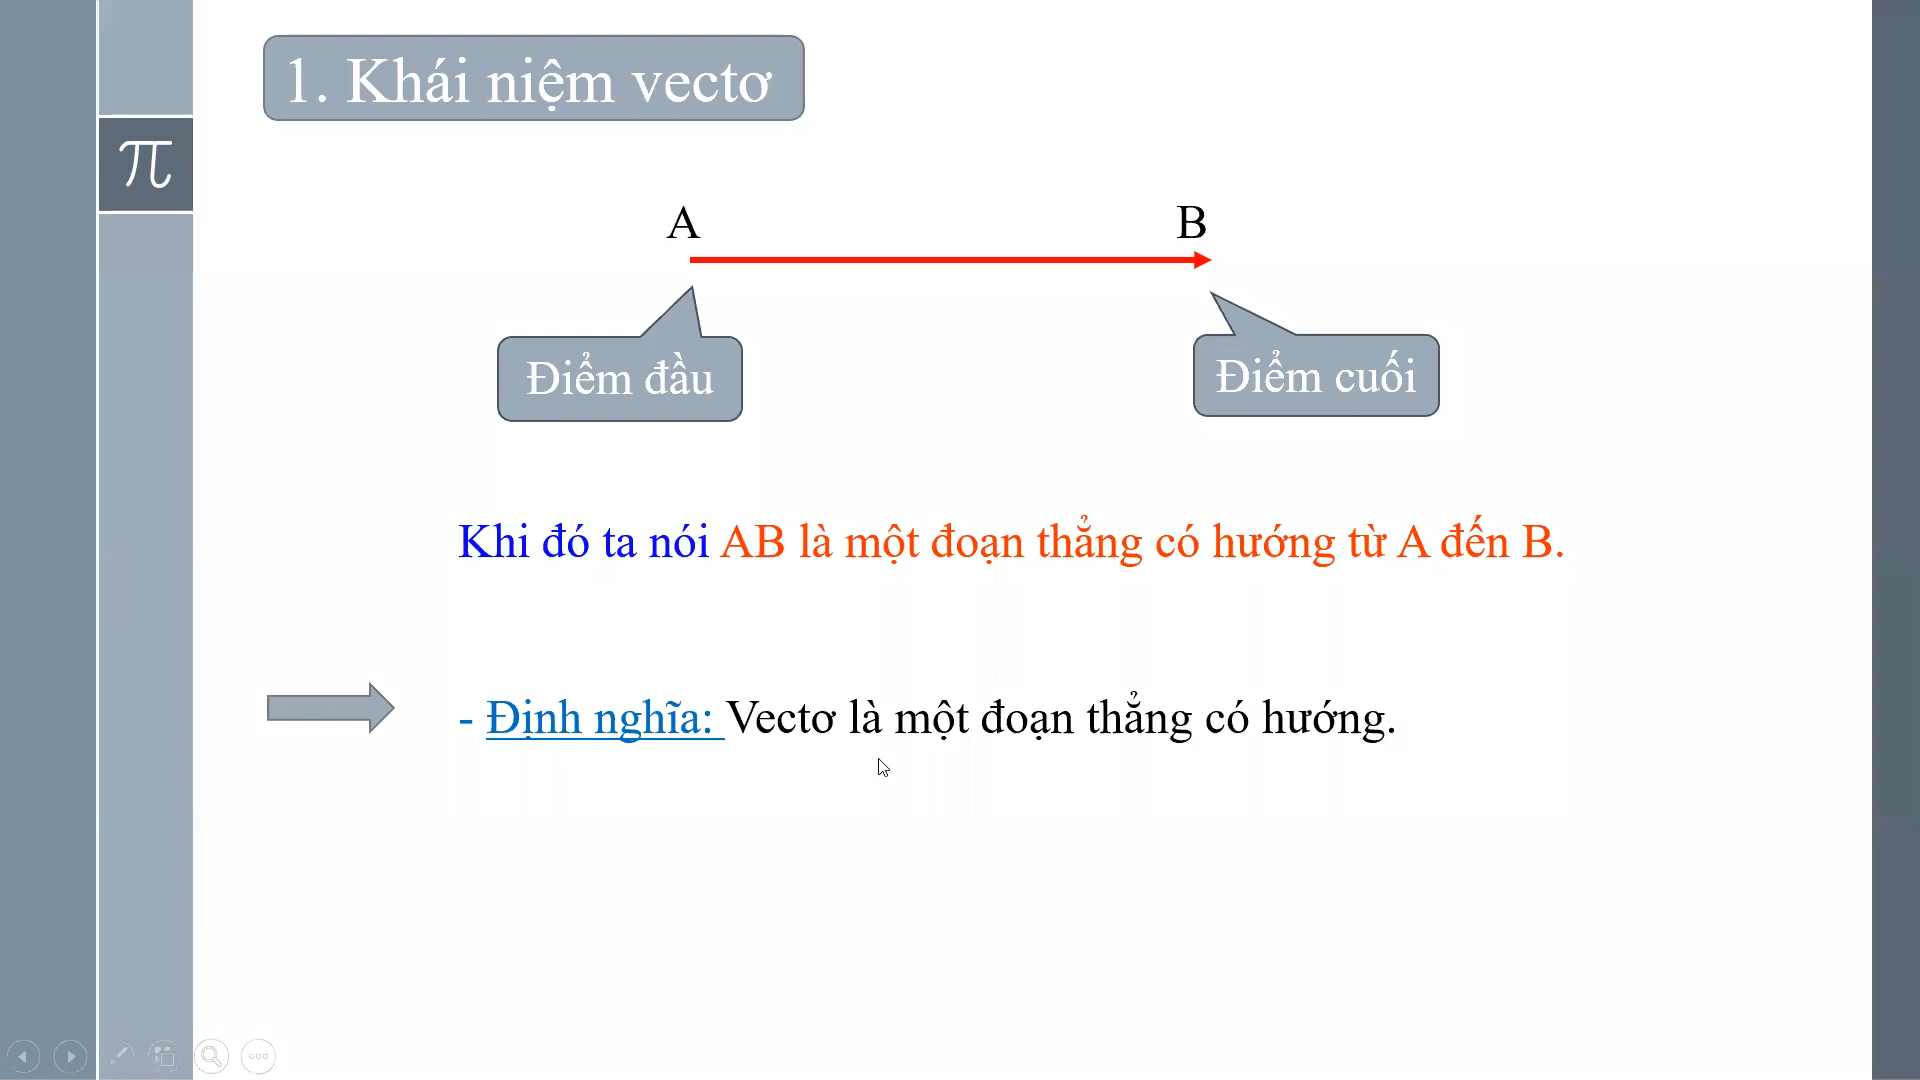 1. Khái niệm vectơ
π
A B
Điểm đầu
Điểm cuối
Khi đó ta nói AB là một đoạn thẳng có hướng từ A đến B.
- Định nghĩa: Vectơ là một đoạn thẳng có hướng.